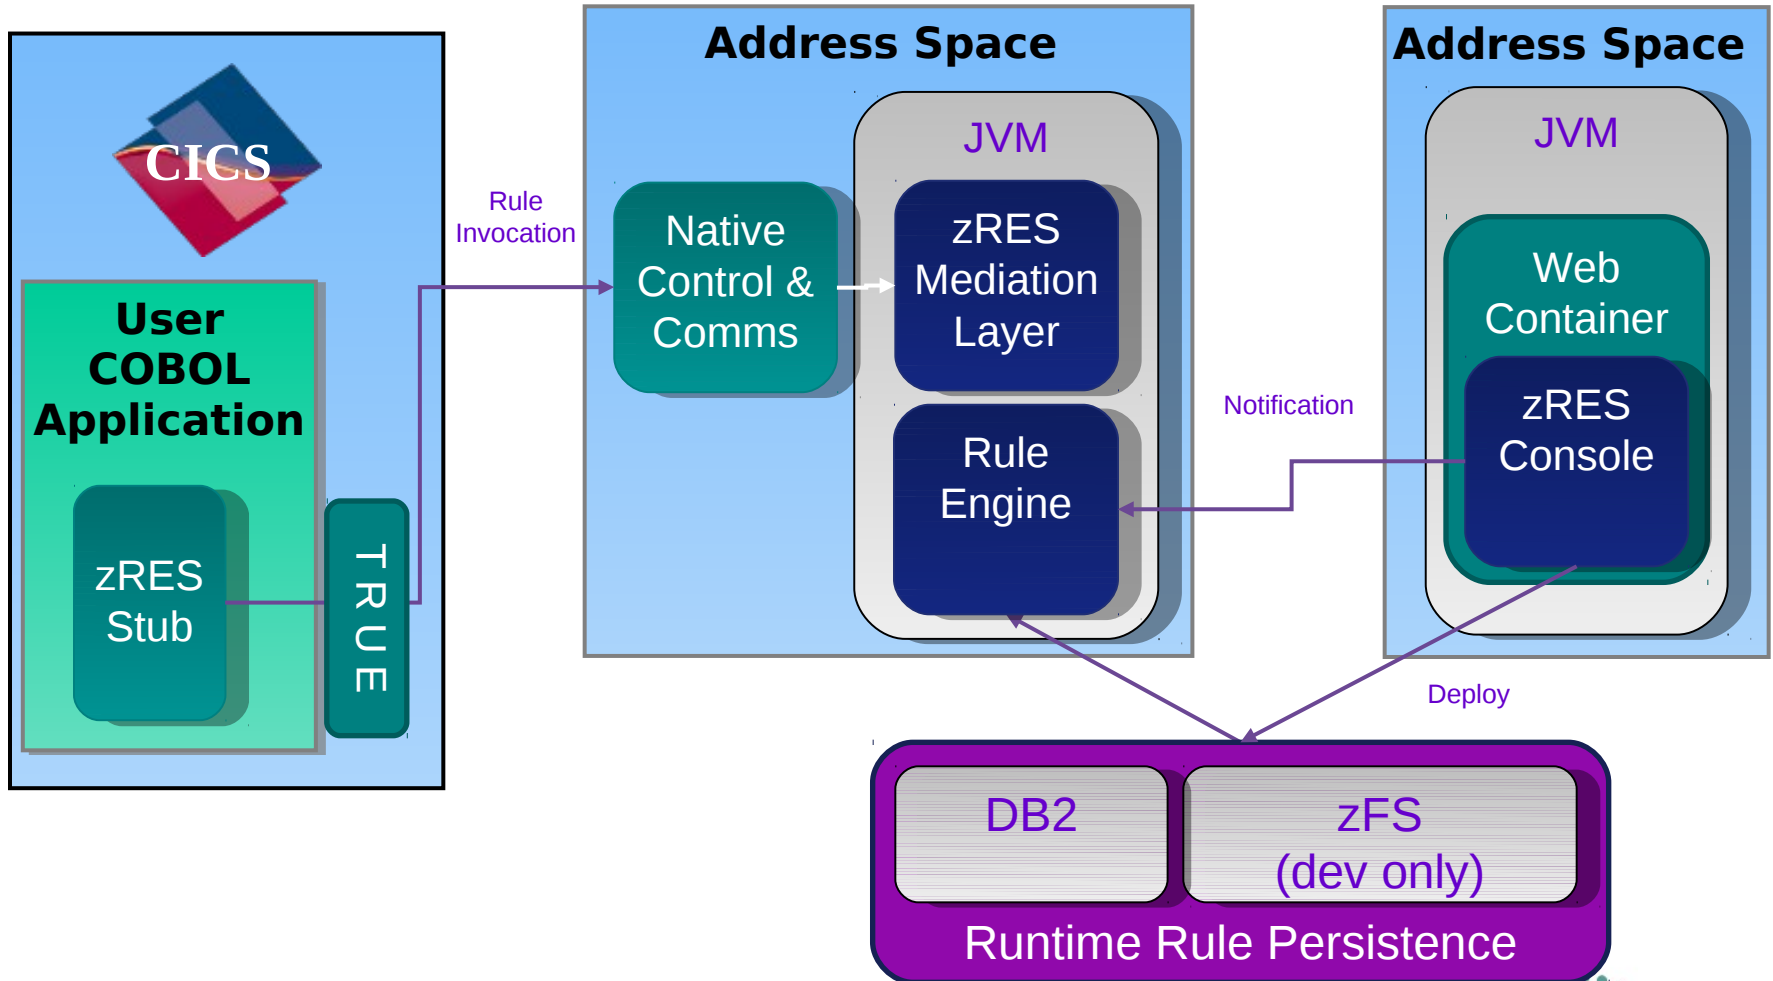 CICS
User
COBOL
Application
zRES
Stub
TRUE
Rule
Invocation
Address Space
JVM
Native
Control &
Comms
zRES
Mediation
Layer
Rule
Engine
Notification
Address Space
JVM
Web
Container
zRES
Console
Deploy
DB2
zFS
(dev only)
Runtime Rule Persistence